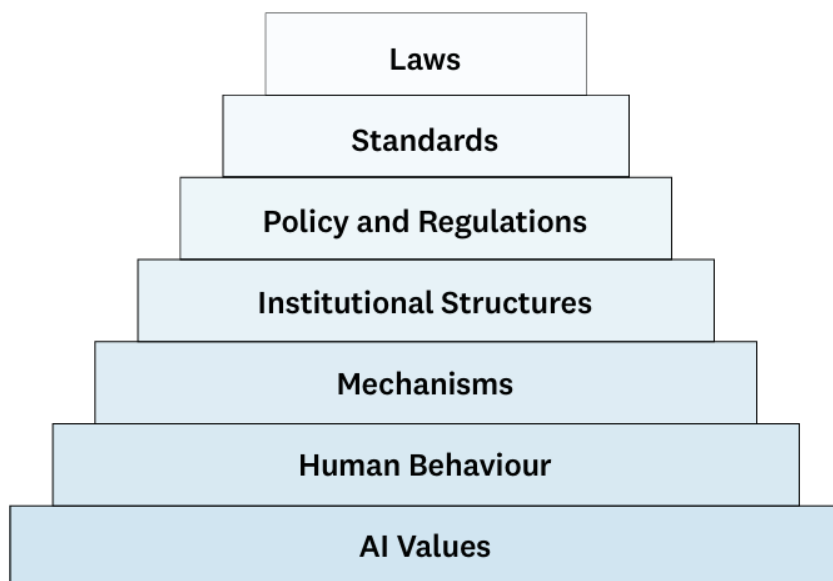 Laws
Standards
Policy and Regulations
Institutional Structures
Mechanisms
Human Behaviour
AI Values